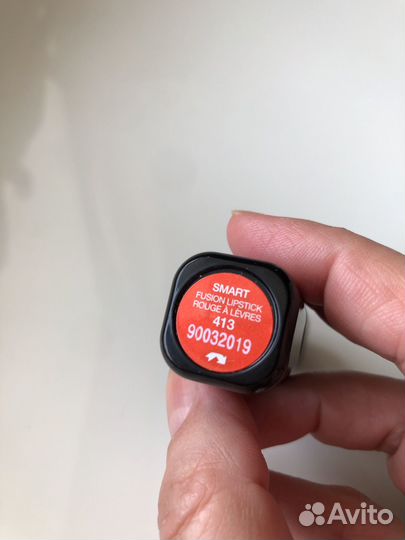 SMART
FUSION LIPSTICK
ROUGE À LÈVRES
413
90032019
Avito